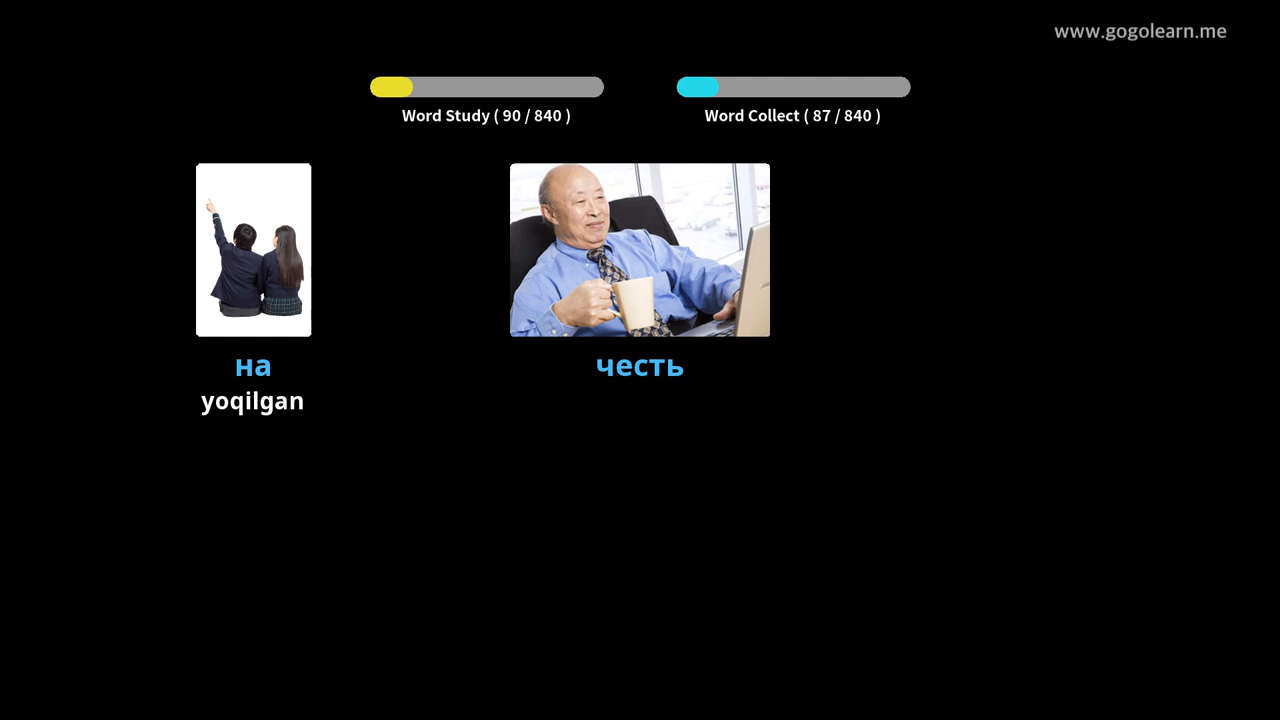 www.gogolearn.me
Word Study ( 90 / 840 )
Word Collect ( 87 / 840 )
на
yoqilgan
честь